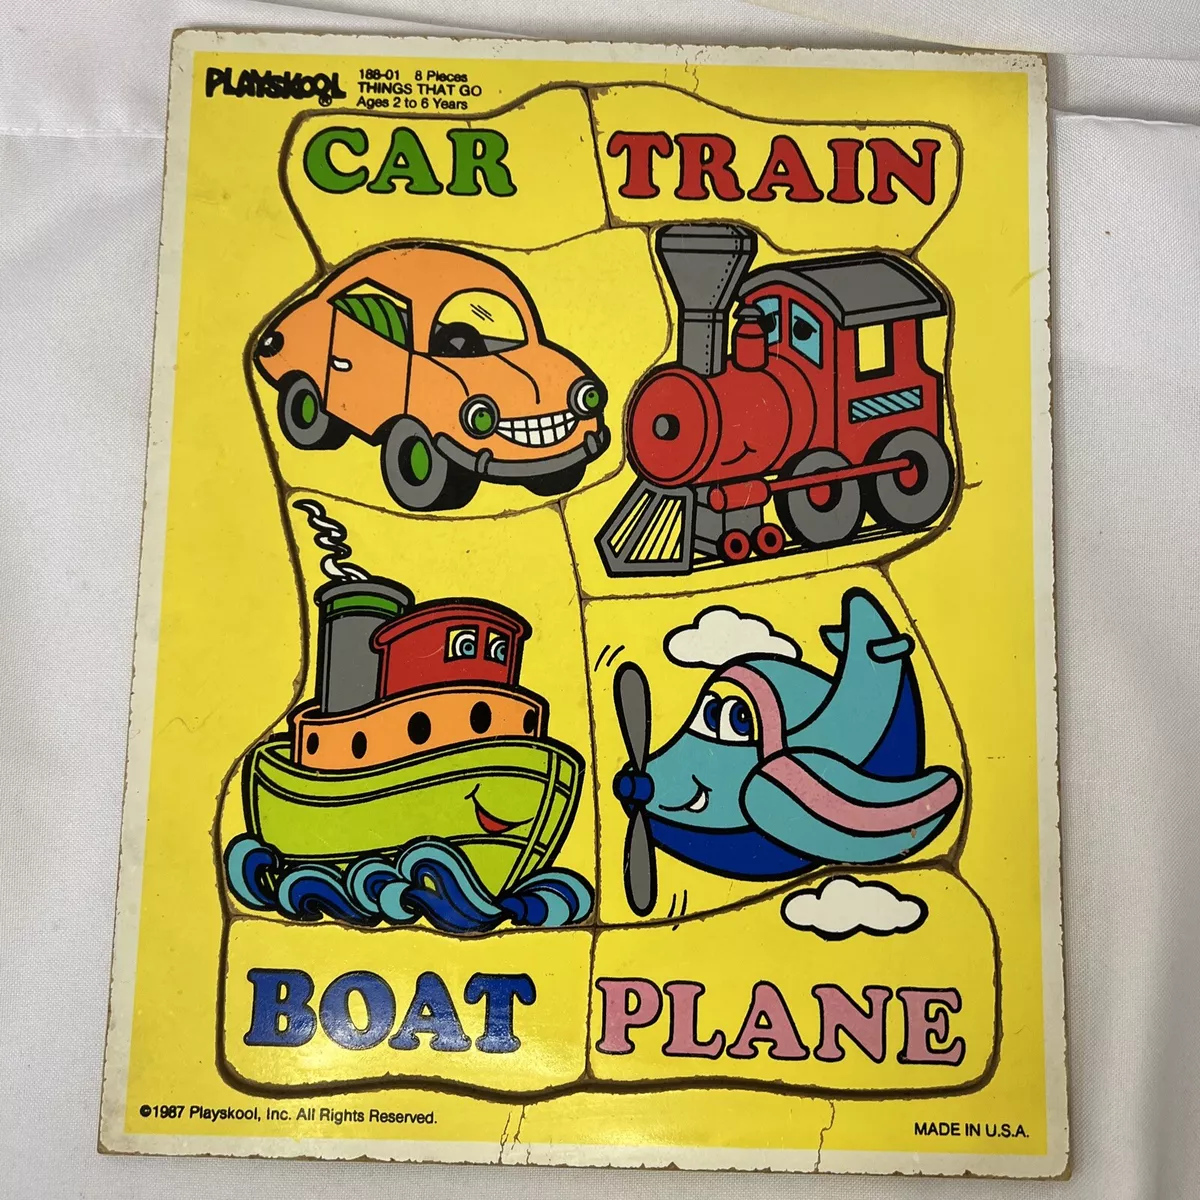 PLAYSKOOL®
188-01 8 Pieces
THINGS THAT GO
Ages 2 to 6 Years
CAR
TRAIN
BOAT
PLANE
©1987 Playskool, Inc. All Rights Reserved.
MADE IN U.S.A.